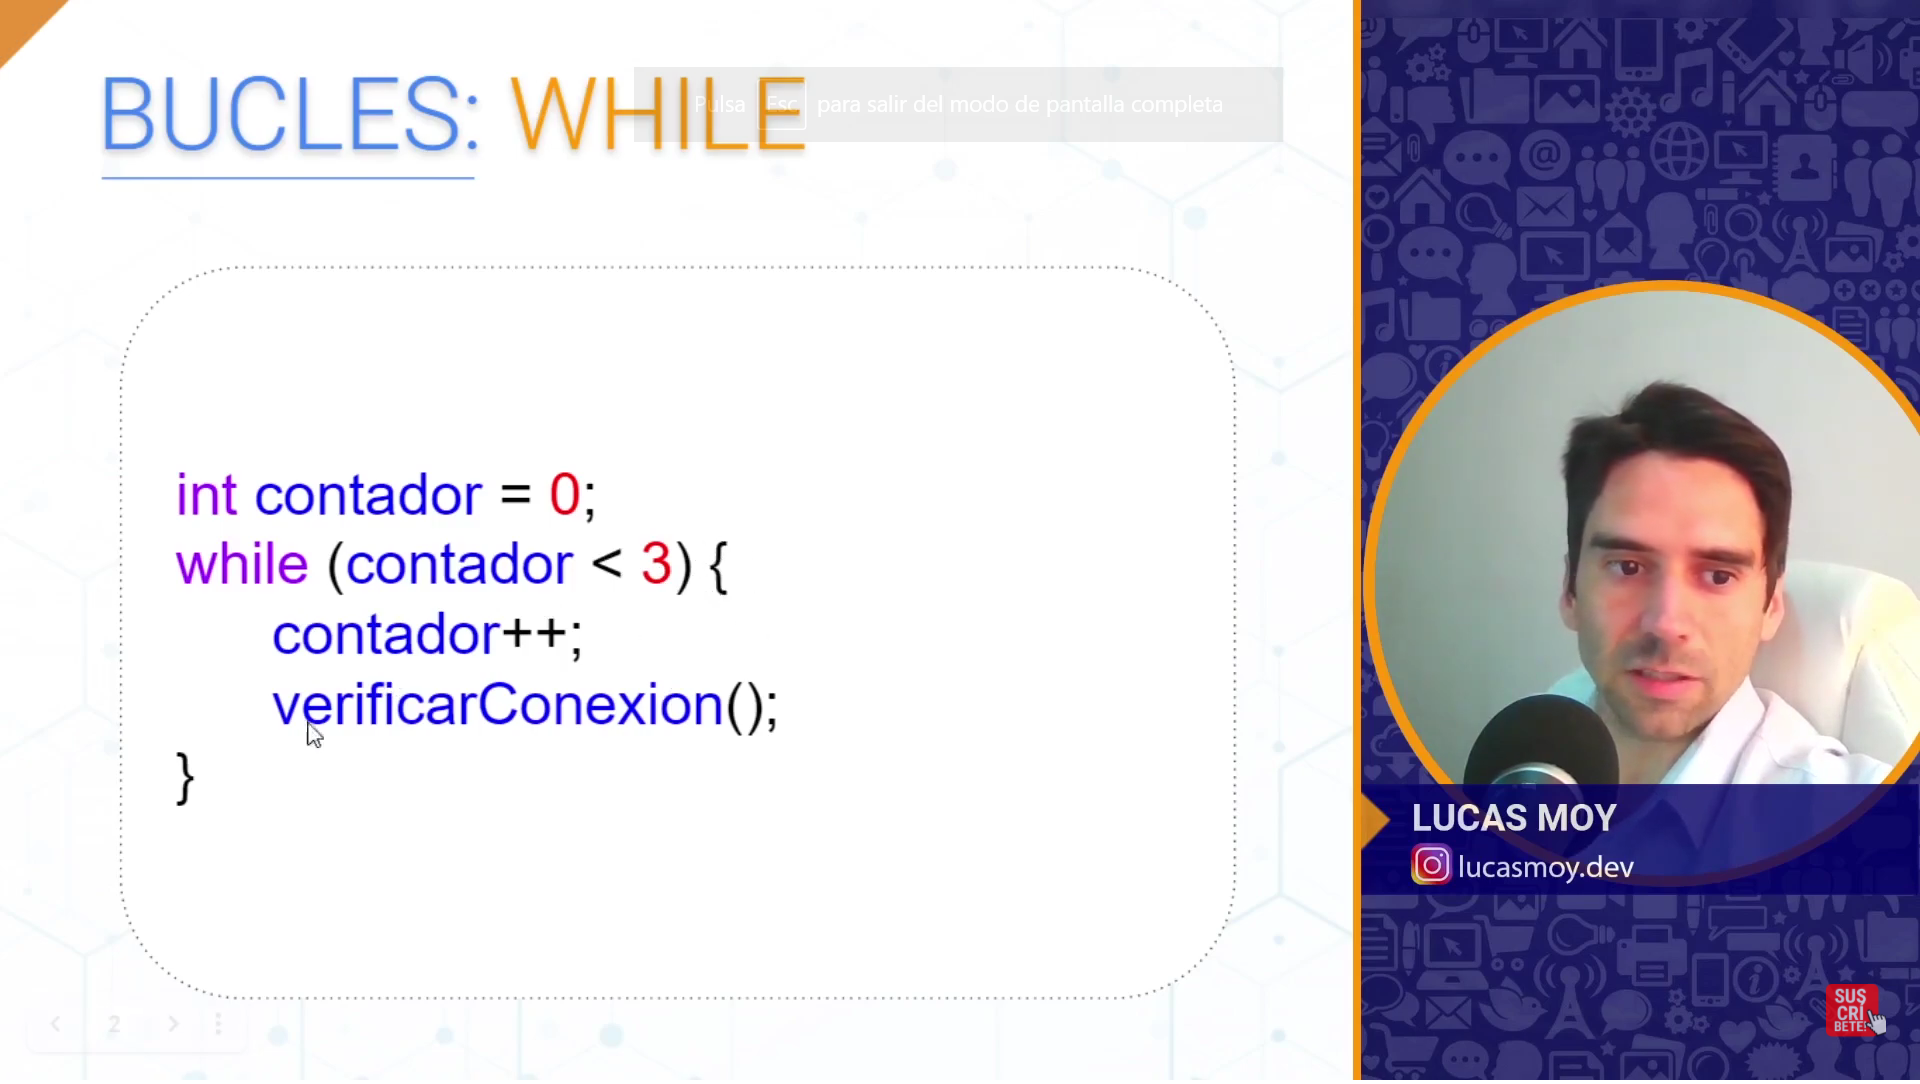 BUCLES: WHILE
Pulsa Esc para salir del modo de pantalla completa
int contador = 0;
while (contador < 3) {
contador++;
verificarConexion();
}
2
LUCAS MOY
lucasmoy.dev
SUS
CRÍ
BETE!